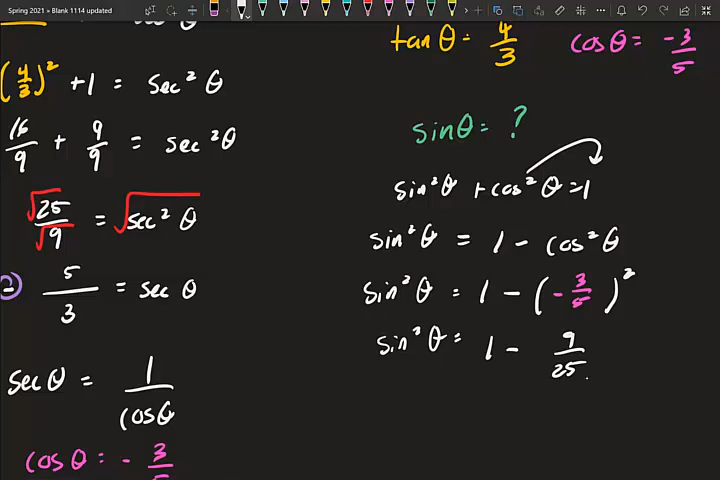 Spring 2021 » Blank 1114 updated
(4/3)² + 1 = sec² θ
16/9 + 9/9 = sec² θ
√25/√9 = √sec² θ
- 5/3 = sec θ
sec θ = 1/cos θ
cos θ = - 3/5
tan θ = 4/3
cos θ = -3/5
sin θ = ?
sin² θ + cos² θ = 1
sin² θ = 1 - cos² θ
sin² θ = 1 - (- 3/5)²
sin² θ = 1 - 9/25